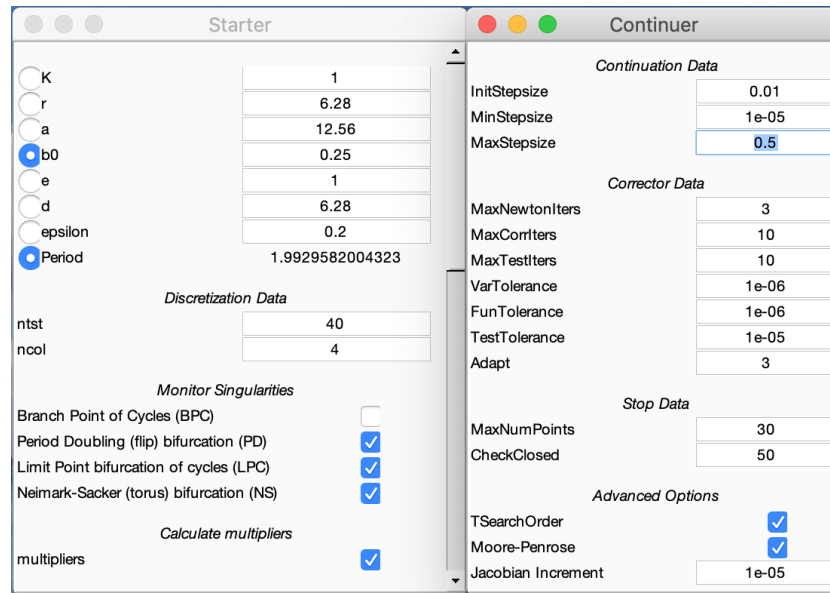 Starter
K 1
r 6.28
a 12.56
b0 0.25
e 1
d 6.28
epsilon 0.2
Period 1.9929582004323
Discretization Data
ntst 40
ncol 4
Monitor Singularities
Branch Point of Cycles (BPC)
Period Doubling (flip) bifurcation (PD)
Limit Point bifurcation of cycles (LPC)
Neimark-Sacker (torus) bifurcation (NS)
Calculate multipliers
multipliers
Continuer
Continuation Data
InitStepsize 0.01
MinStepsize 1e-05
MaxStepsize 0.5
Corrector Data
MaxNewtonIters 3
MaxCorrIters 10
MaxTestIters 10
VarTolerance 1e-06
FunTolerance 1e-06
TestTolerance 1e-05
Adapt 3
Stop Data
MaxNumPoints 30
CheckClosed 50
Advanced Options
TSearchOrder
Moore-Penrose
Jacobian Increment 1e-05